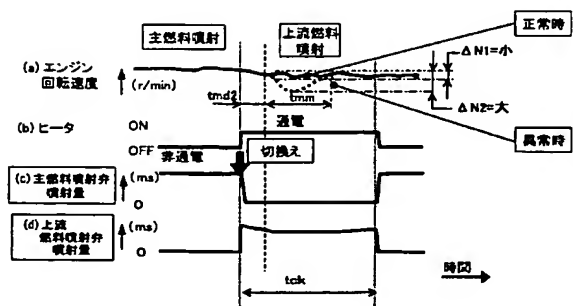 主燃料噴射
上流燃料
噴射
正常時
(a) エンジン
回転速度
(r/min)
ΔN1=小
tmd2
tmm
ΔN2=大
(b) ヒータ
ON
通電
異常時
OFF
非通電
切換え
(c) 主燃料噴射弁
噴射量
(ms)
0
(d) 上流
燃料噴射弁
噴射量
(ms)
0
時間
tck